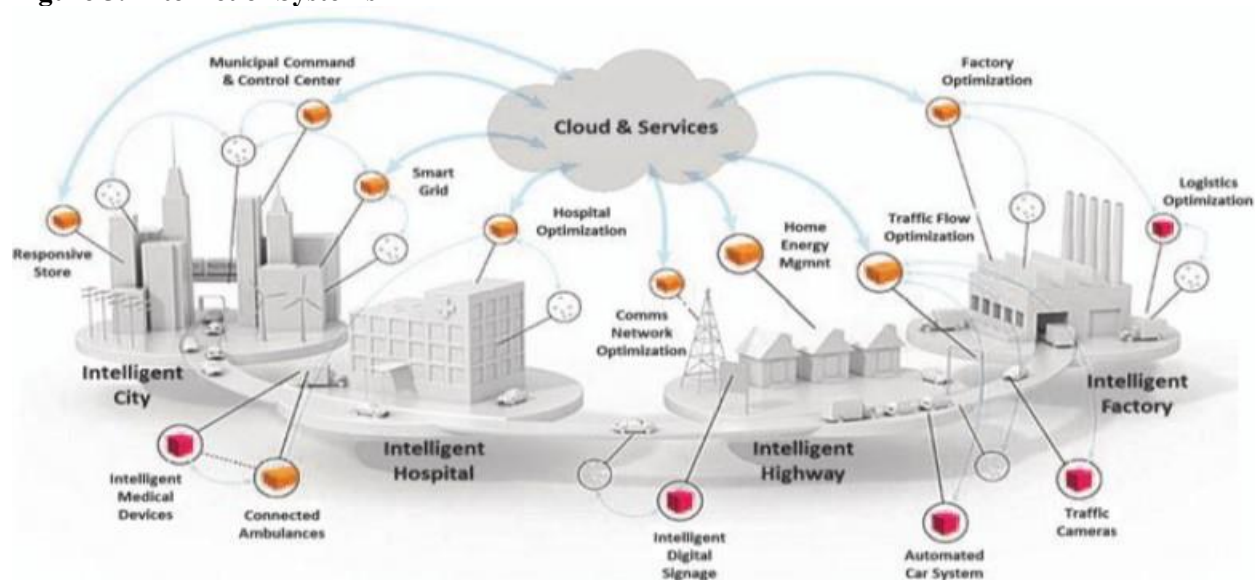 Municipal Command
& Control Center
Factory
Optimization
Cloud & Services
Smart
Grid
Logistics
Optimization
Hospital
Optimization
Home
Energy
Mgmnt
Traffic Flow
Optimization
Responsive
Store
Comms
Network
Optimization
Intelligent
City
Intelligent
Factory
Intelligent
Hospital
Intelligent
Highway
Intelligent
Medical
Devices
Connected
Ambulances
Intelligent
Digital
Signage
Automated
Car System
Traffic
Cameras